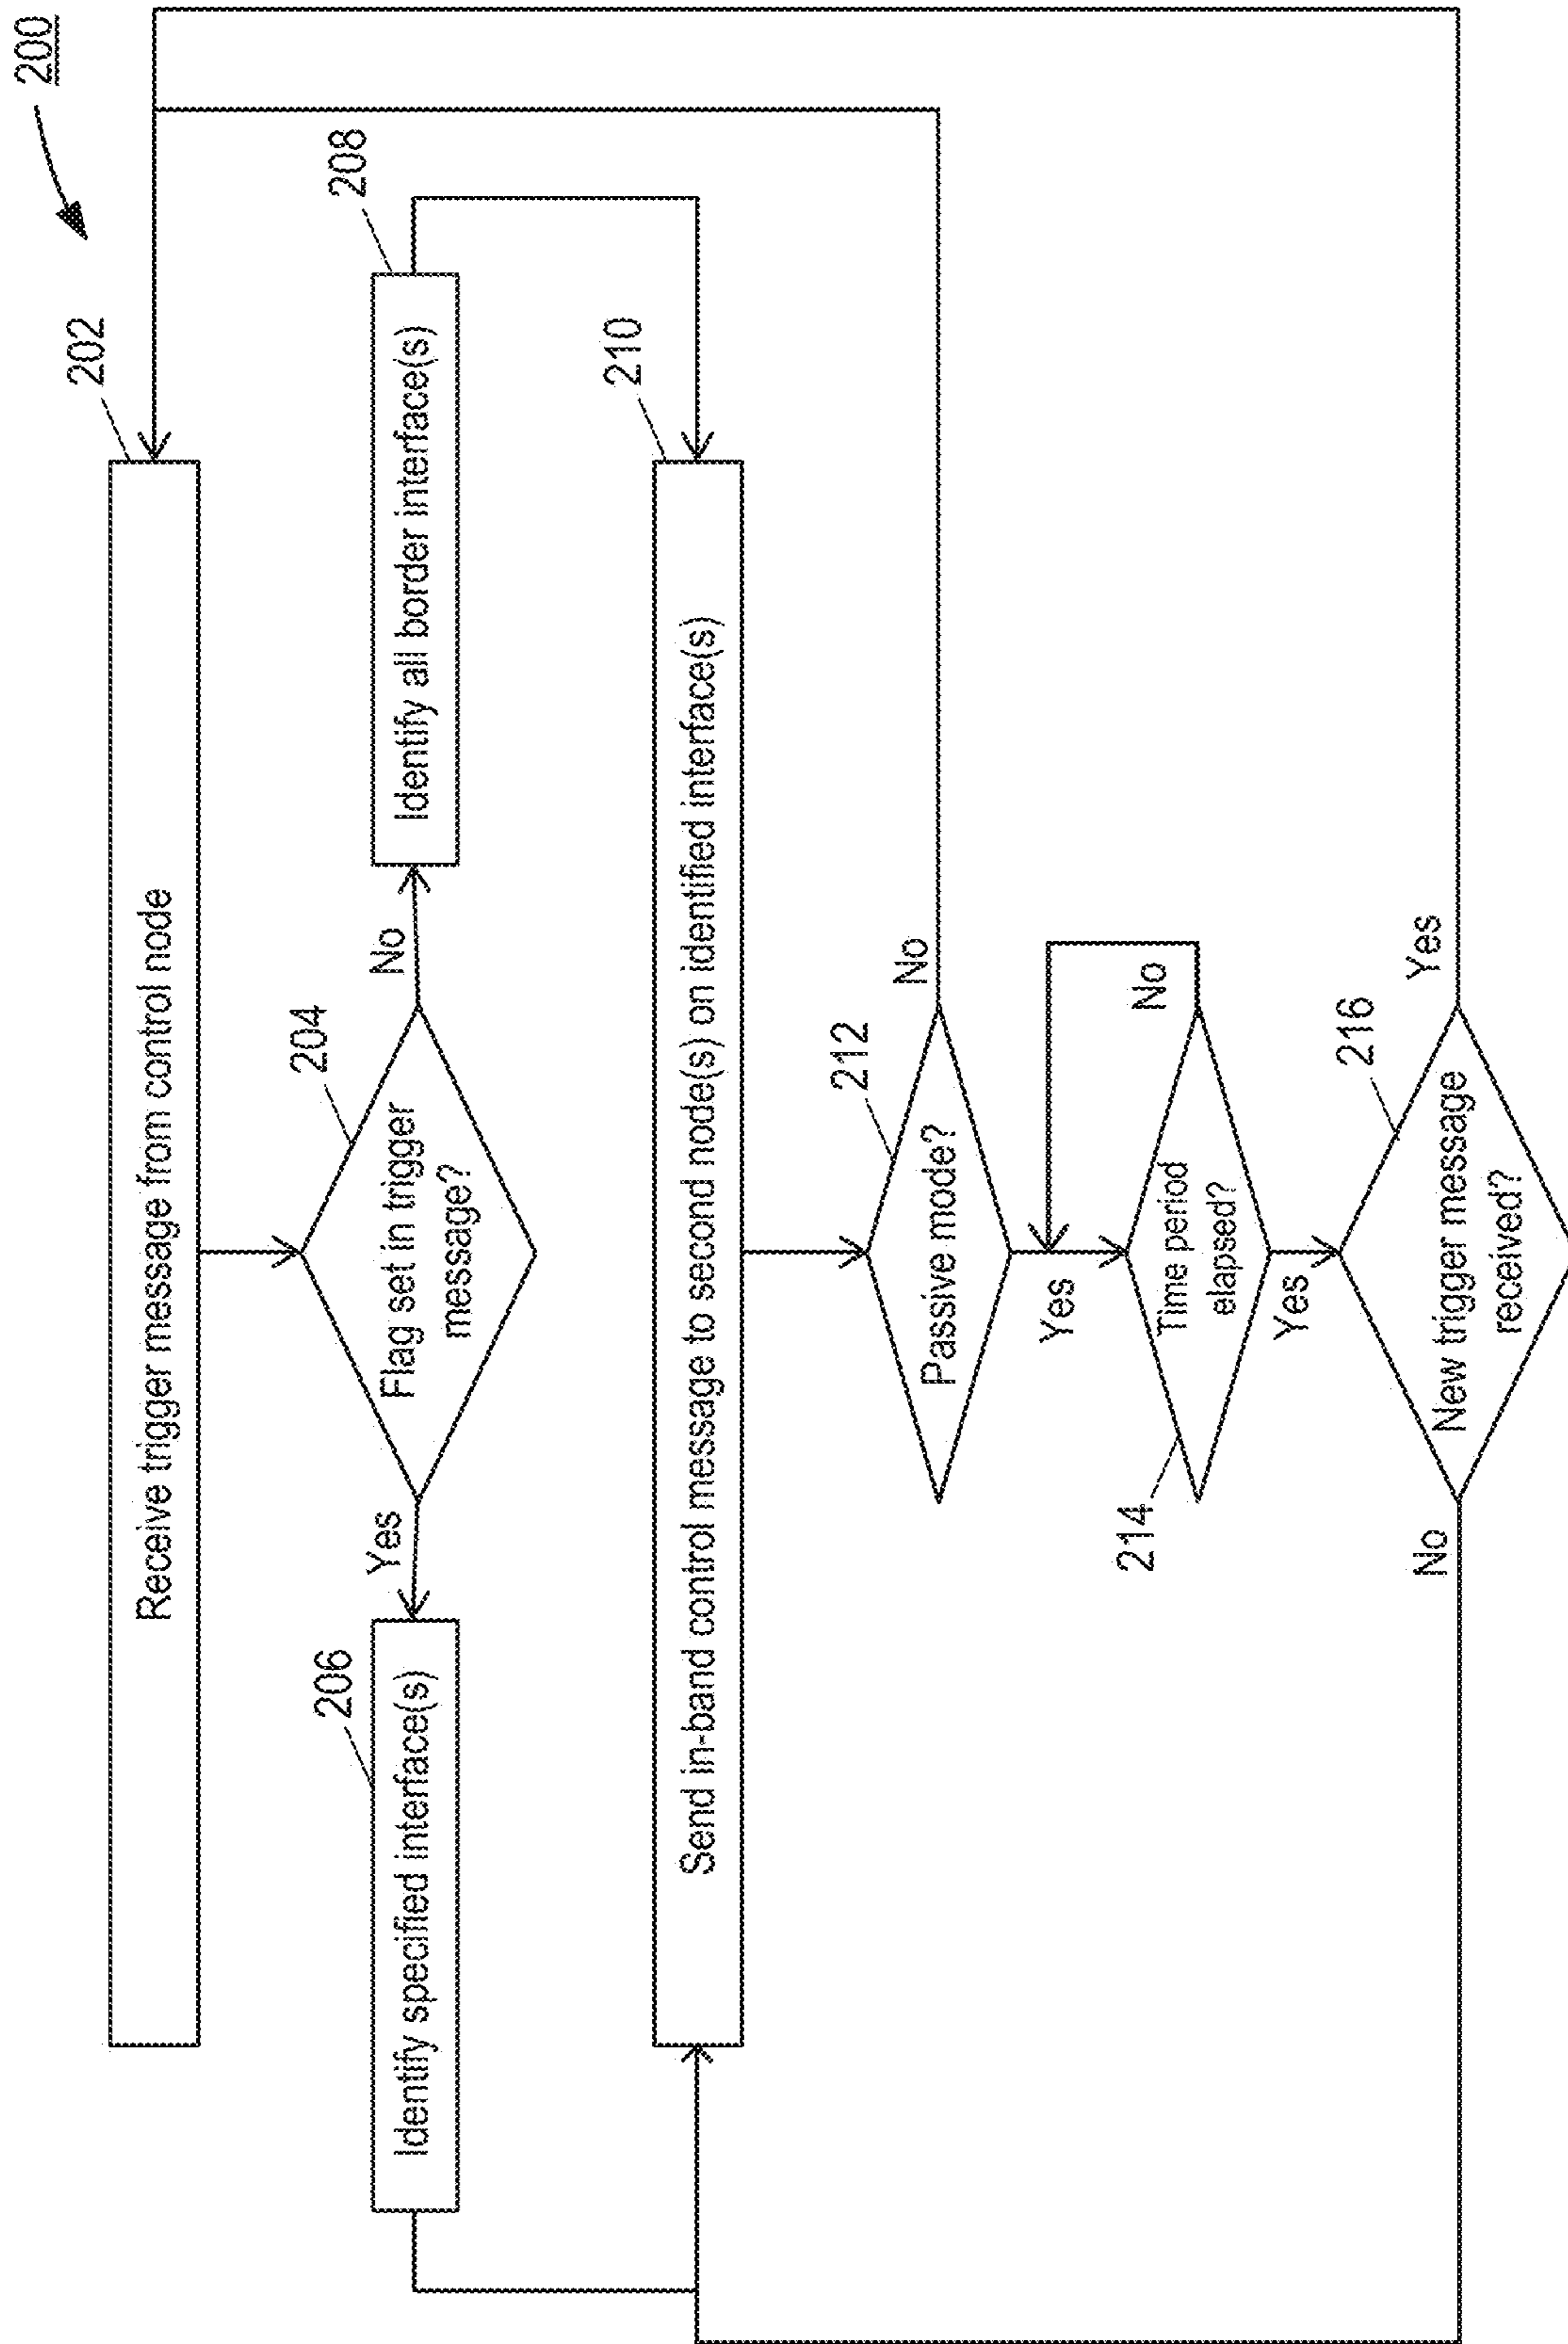 200
202
Receive trigger message from control node
204
Flag set in trigger
message?
Yes
No
206
Identify specified interface(s)
208
Identify all border interface(s)
210
Send in-band control message to second node(s) on identified interface(s)
212
Passive mode?
No
Yes
214
Time period
elapsed?
No
Yes
216
New trigger message
received?
No
Yes